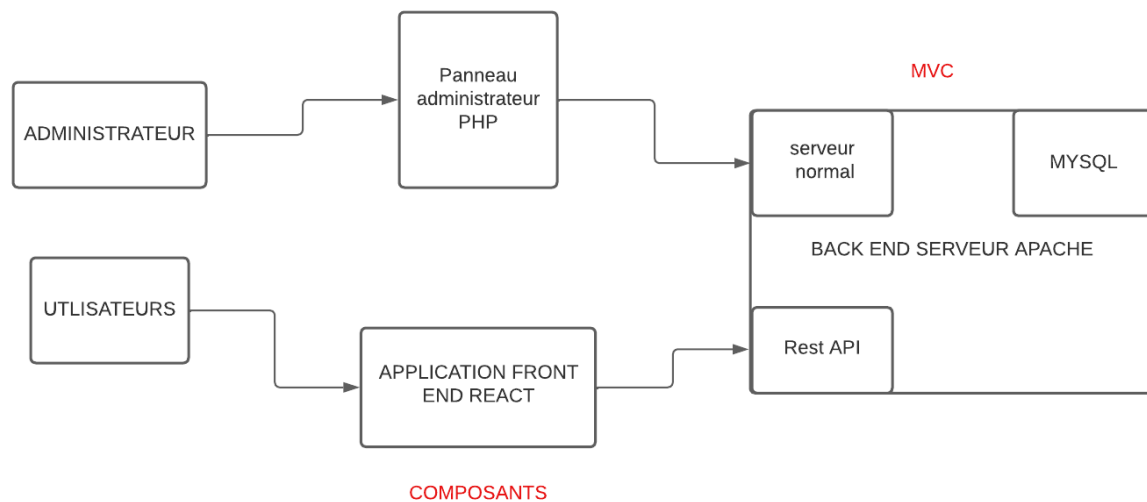 MVC
ADMINISTRATEUR
Panneau
administrateur
PHP
serveur
normal
MYSQL
BACK END SERVEUR APACHE
UTLISATEURS
APPLICATION FRONT
END REACT
Rest API
COMPOSANTS